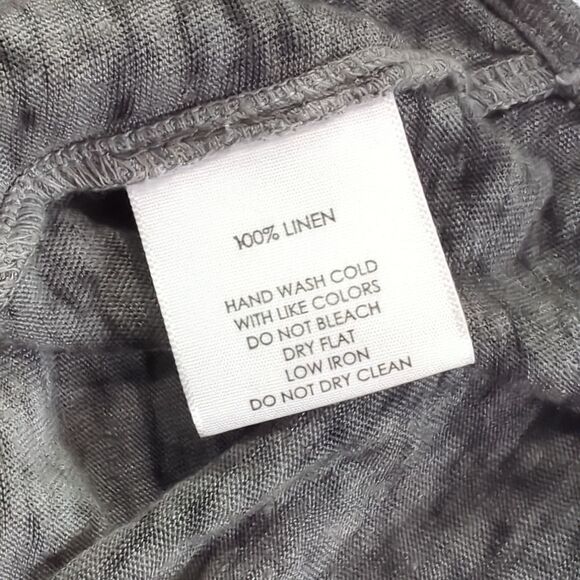 100% LINEN
HAND WASH COLD
WITH LIKE COLORS
DO NOT BLEACH
DRY FLAT
LOW IRON
DO NOT DRY CLEAN